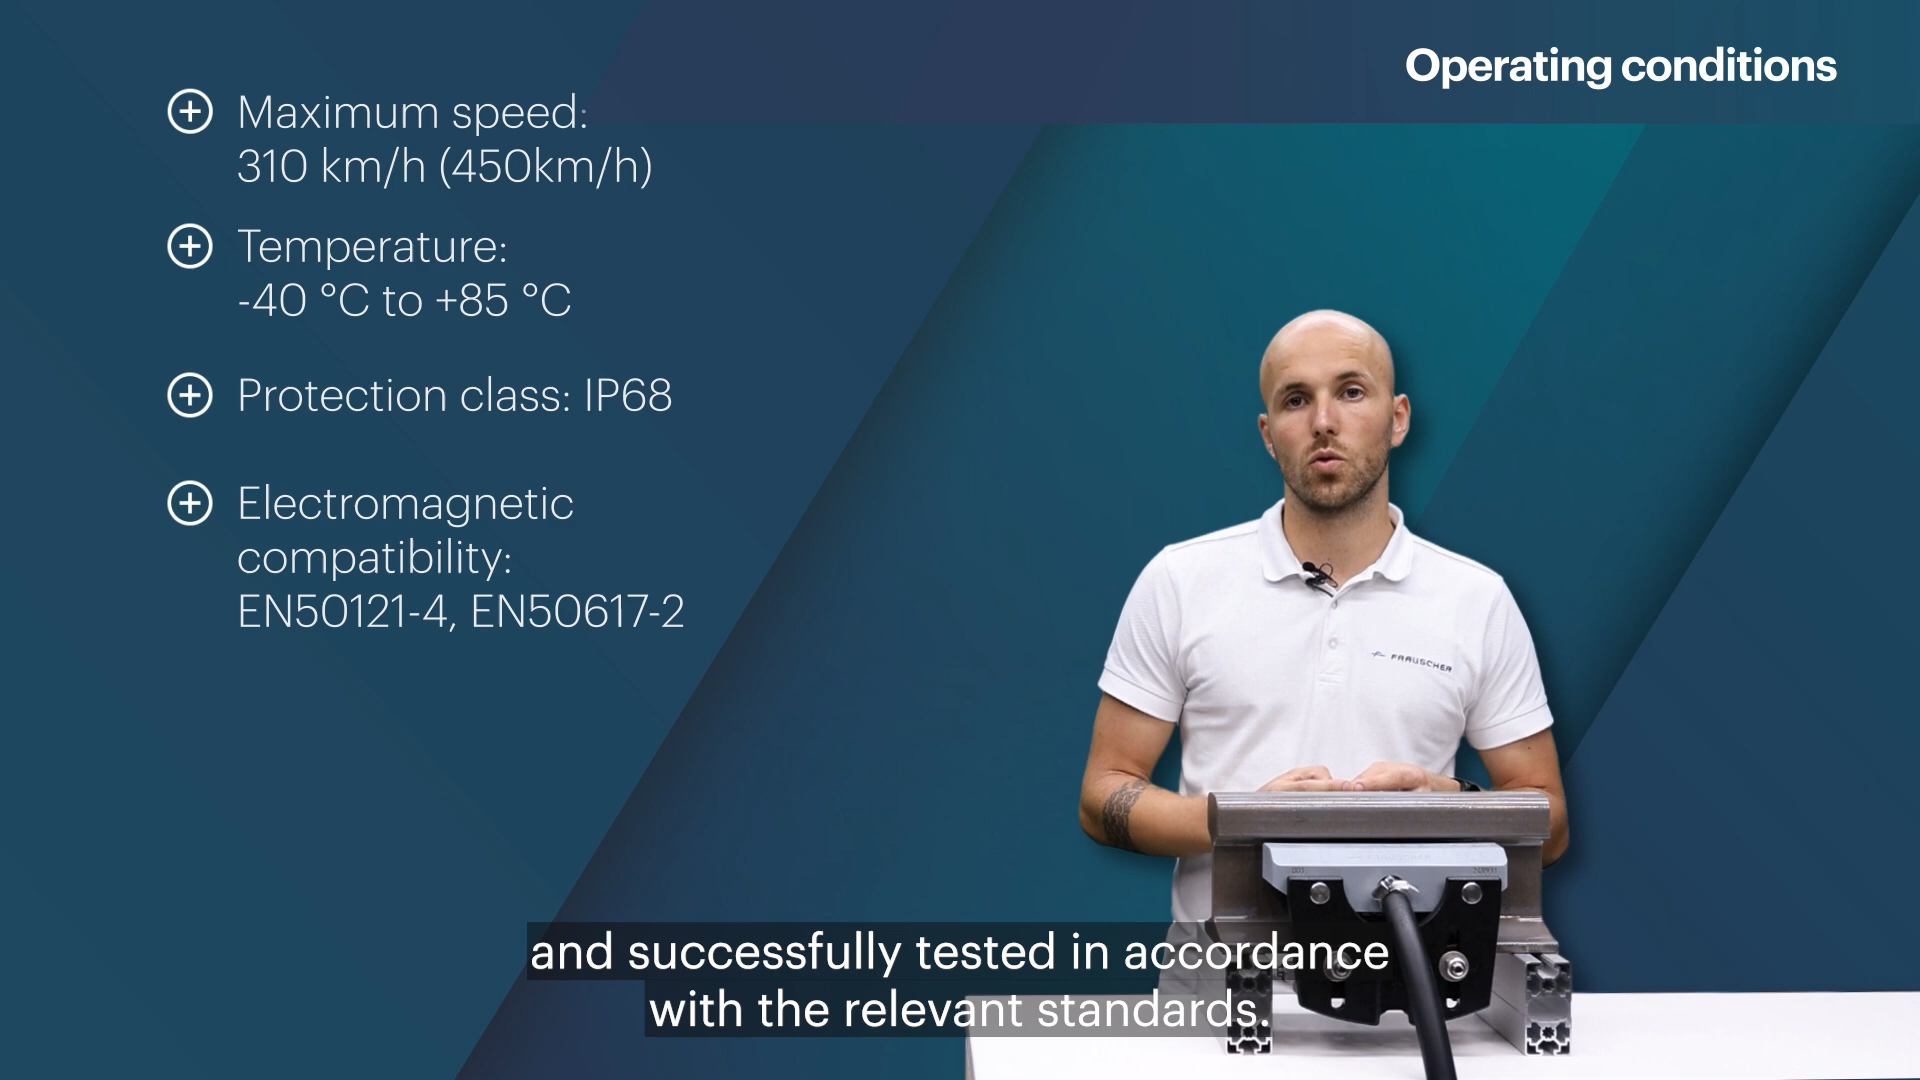 Operating conditions
Maximum speed:
310 km/h (450km/h)
Temperature:
-40 °C to +85 °C
Protection class: IP68
Electromagnetic
compatibility:
EN50121-4, EN50617-2
FRAUSCHER
FRAUSCHER
and successfully tested in accordance
with the relevant standards.